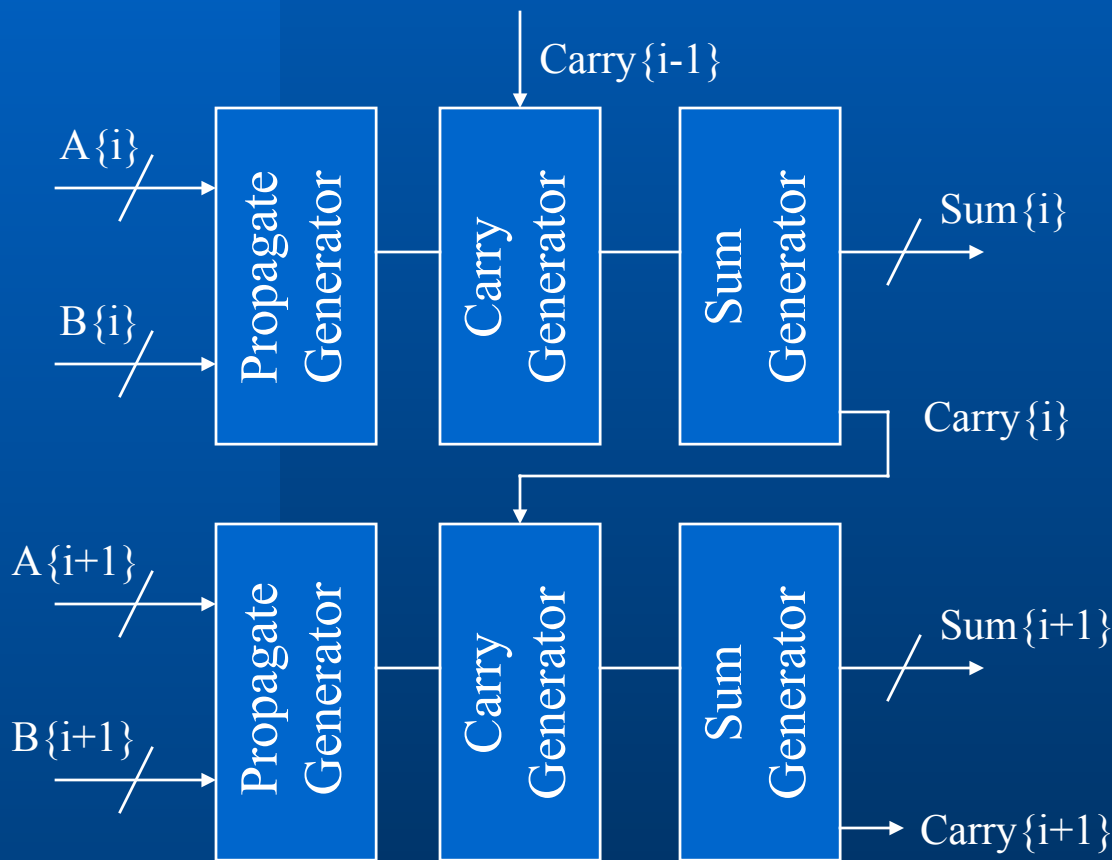 Carry{i-1}
A{i}
B{i}
Propagate
Generator
Carry
Generator
Sum
Generator
Sum{i}
Carry{i}
A{i+1}
B{i+1}
Propagate
Generator
Carry
Generator
Sum
Generator
Sum{i+1}
Carry{i+1}